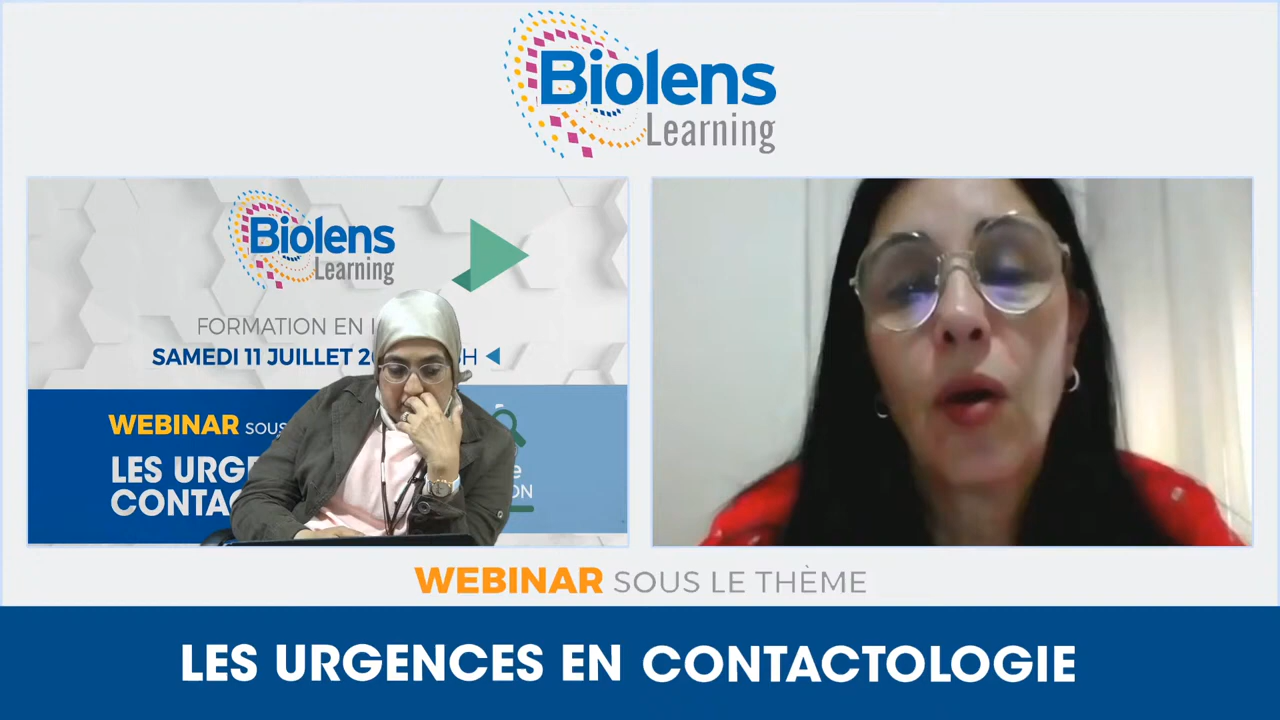 Biolens
Learning
Biolens
Learning
FORMATION EN
SAMEDI 11 JUILLET
WEBINAR SOUS
LES URGE
CONTAC
WEBINAR SOUS LE THÈME
LES URGENCES EN CONTACTOLOGIE